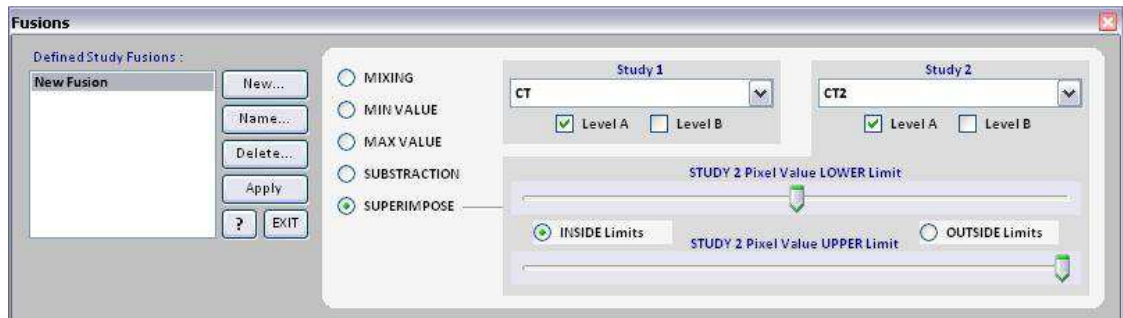 Fusions
Defined Study Fusions :
New Fusion
New...
Name...
Delete...
Apply
?
EXIT
MIXING
MIN VALUE
MAX VALUE
SUBSTRACTION
SUPERIMPOSE
Study 1
CT
Level A
Level B
Study 2
CT2
Level A
Level B
STUDY 2 Pixel Value LOWER Limit
INSIDE Limits
OUTSIDE Limits
STUDY 2 Pixel Value UPPER Limit